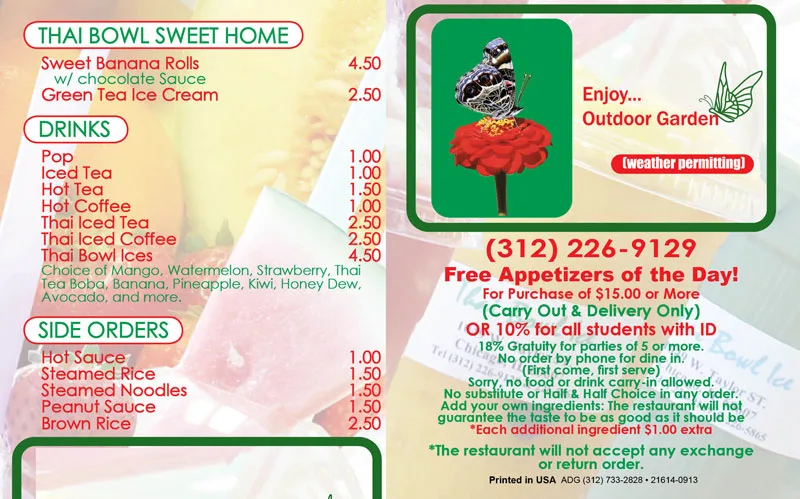 THAI BOWL SWEET HOME
Sweet Banana Rolls 4.50
w/ chocolate Sauce
Green Tea Ice Cream 2.50
DRINKS
Pop 1.00
Iced Tea 1.00
Hot Tea 1.50
Hot Coffee 1.00
Thai Iced Tea 2.50
Thai Iced Coffee 2.50
Thai Bowl Ices 4.50
Choice of Mango, Watermelon, Strawberry, Thai
Tea Boba, Banana, Pineapple, Kiwi, Honey Dew,
Avocado, and more.
SIDE ORDERS
Hot Sauce 1.00
Steamed Rice 1.50
Steamed Noodles 1.50
Peanut Sauce 1.50
Brown Rice 2.50
Enjoy...
Outdoor Garden
(weather permitting)
(312) 226-9129
Free Appetizers of the Day!
For Purchase of $15.00 or More
(Carry Out & Delivery Only)
OR 10% for all students with ID
18% Gratuity for parties of 5 or more.
No order by phone for dine in.
(First come, first serve)
Sorry, no food or drink carry-in allowed.
No substitute or Half & Half Choice in any order.
Add your own ingredients: The restaurant will not
guarantee the taste to be as good as it should be
*Each additional ingredient $1.00 extra
*The restaurant will not accept any exchange
or return order.
Printed in USA ADG (312) 733-2828 • 21614-0913
Bowl Ice
W. Taylor ST.
Tel (312) 226-9129